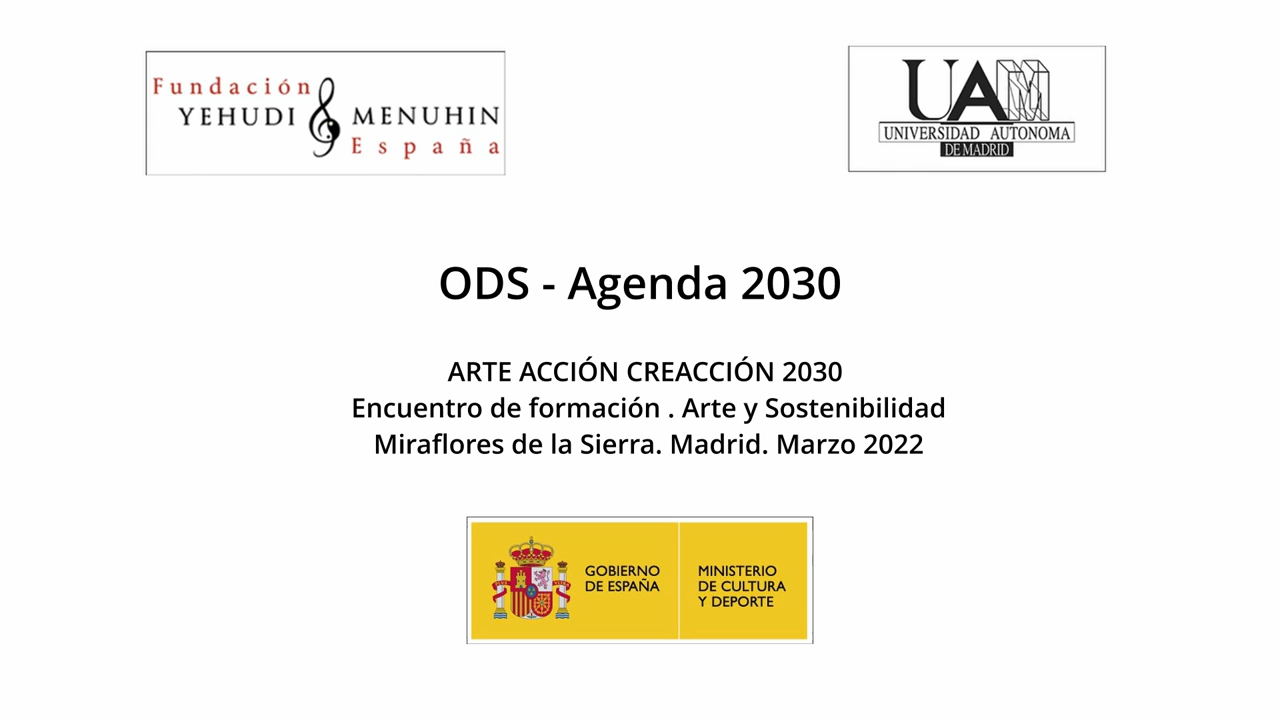 Fundación
YEHUDI MENUHIN
España
UAM
UNIVERSIDAD AUTONOMA
DE MADRID
ODS - Agenda 2030
ARTE ACCIÓN CREACCIÓN 2030
Encuentro de formación . Arte y Sostenibilidad
Miraflores de la Sierra. Madrid. Marzo 2022
GOBIERNO
DE ESPAÑA
MINISTERIO
DE CULTURA
Y DEPORTE